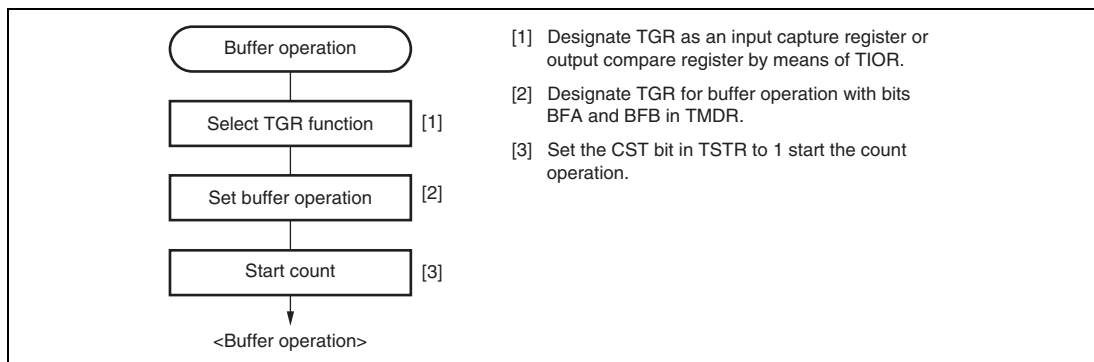 Buffer operation
Select TGR function
[1]
Set buffer operation
[2]
Start count
[3]
<Buffer operation>
[1] Designate TGR as an input capture register or
output compare register by means of TIOR.
[2] Designate TGR for buffer operation with bits
BFA and BFB in TMDR.
[3] Set the CST bit in TSTR to 1 start the count
operation.